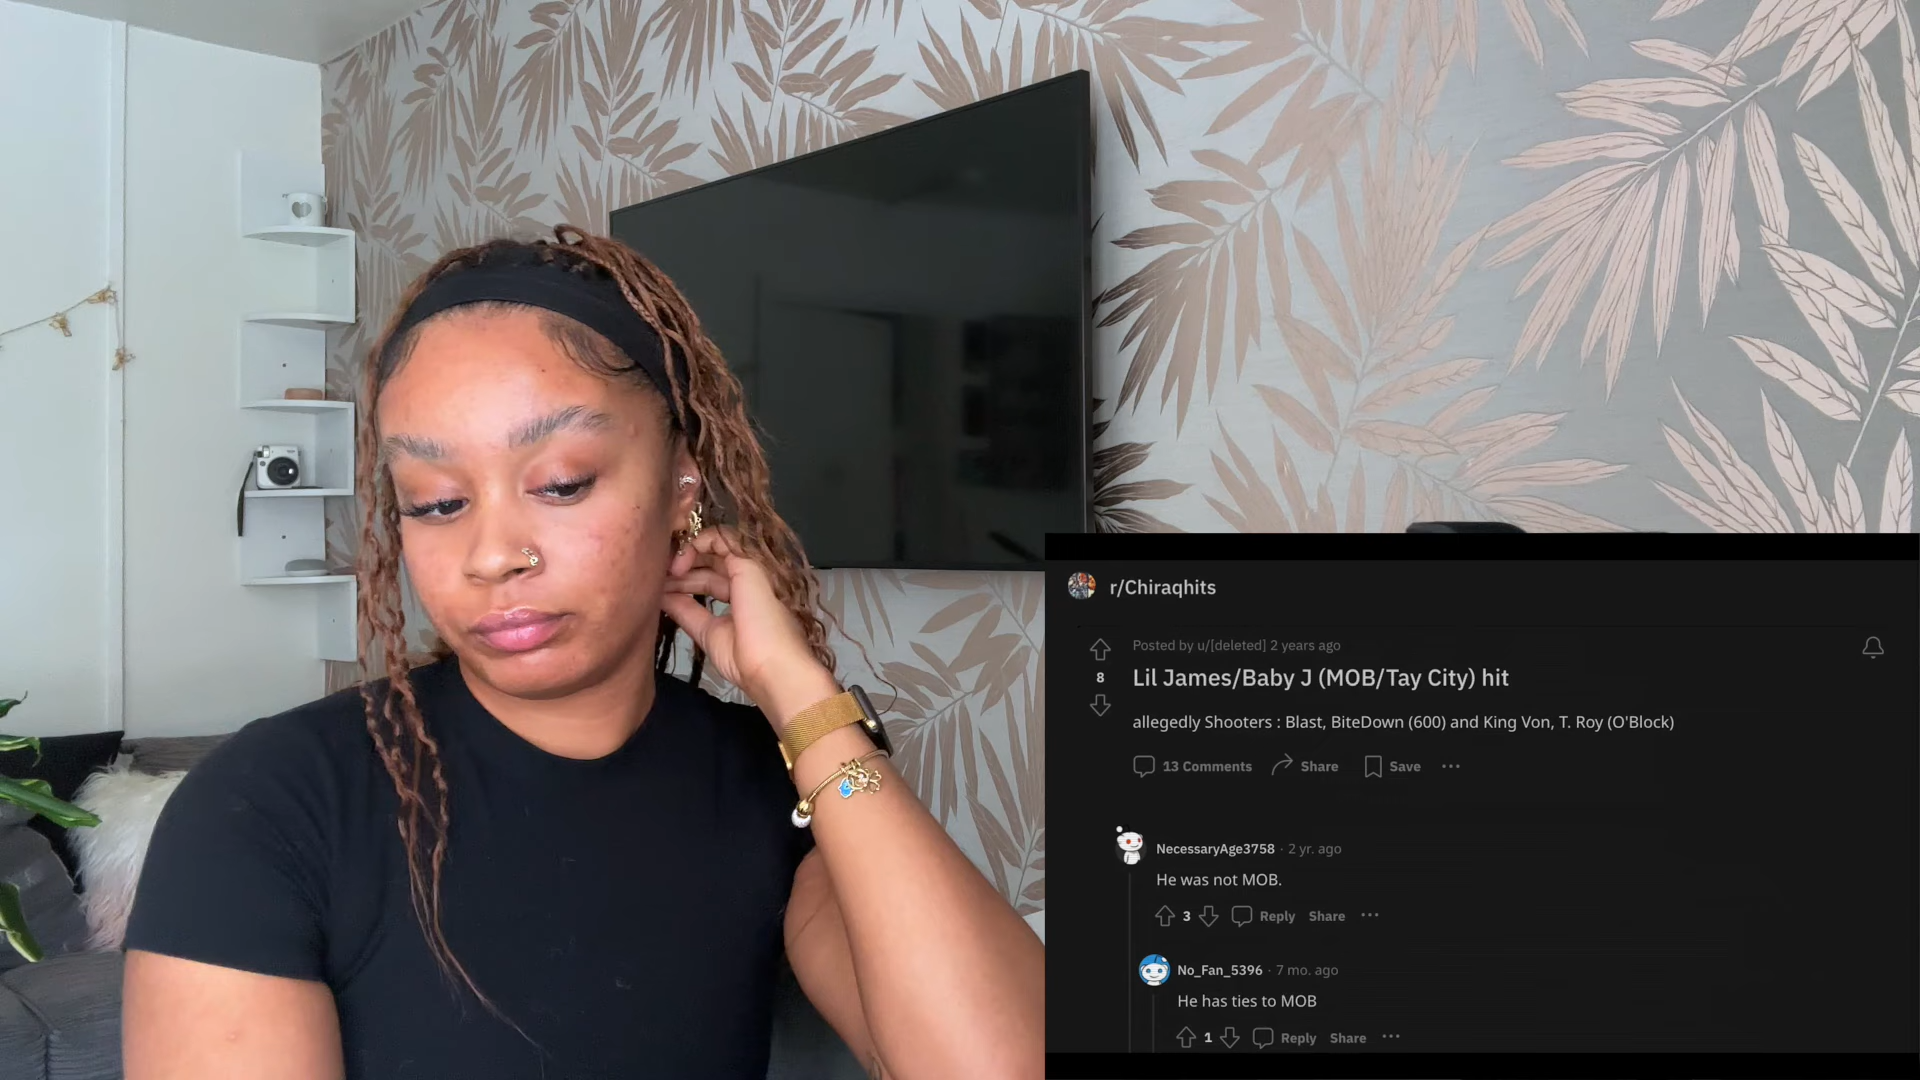 r/Chiraqhits
Posted by u/[deleted] 2 years ago
8
Lil James/Baby J (MOB/Tay City) hit
allegedly Shooters : Blast, BiteDown (600) and King Von, T. Roy (O'Block)
13 Comments Share Save ...
NecessaryAge3758 · 2 yr. ago
He was not MOB.
3 Reply Share ...
No_Fan_5396 · 7 mo. ago
He has ties to MOB
1 Reply Share ...